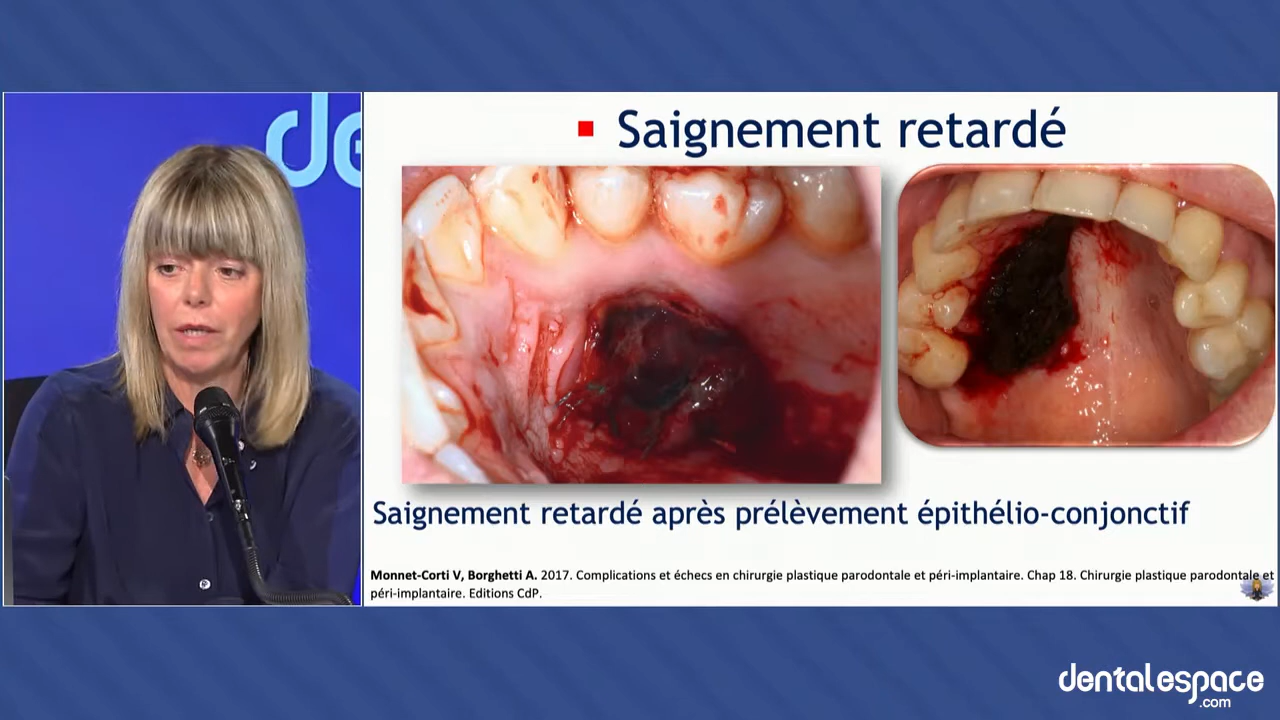 de
Saignement retardé
Saignement retardé après prélèvement épithélio-conjonctif
Monnet-Corti V, Borghetti A. 2017. Complications et échecs en chirurgie plastique parodontale et péri-implantaire. Chap 18. Chirurgie plastique parodontale et
péri-implantaire. Editions CdP.
dentalespace
.com